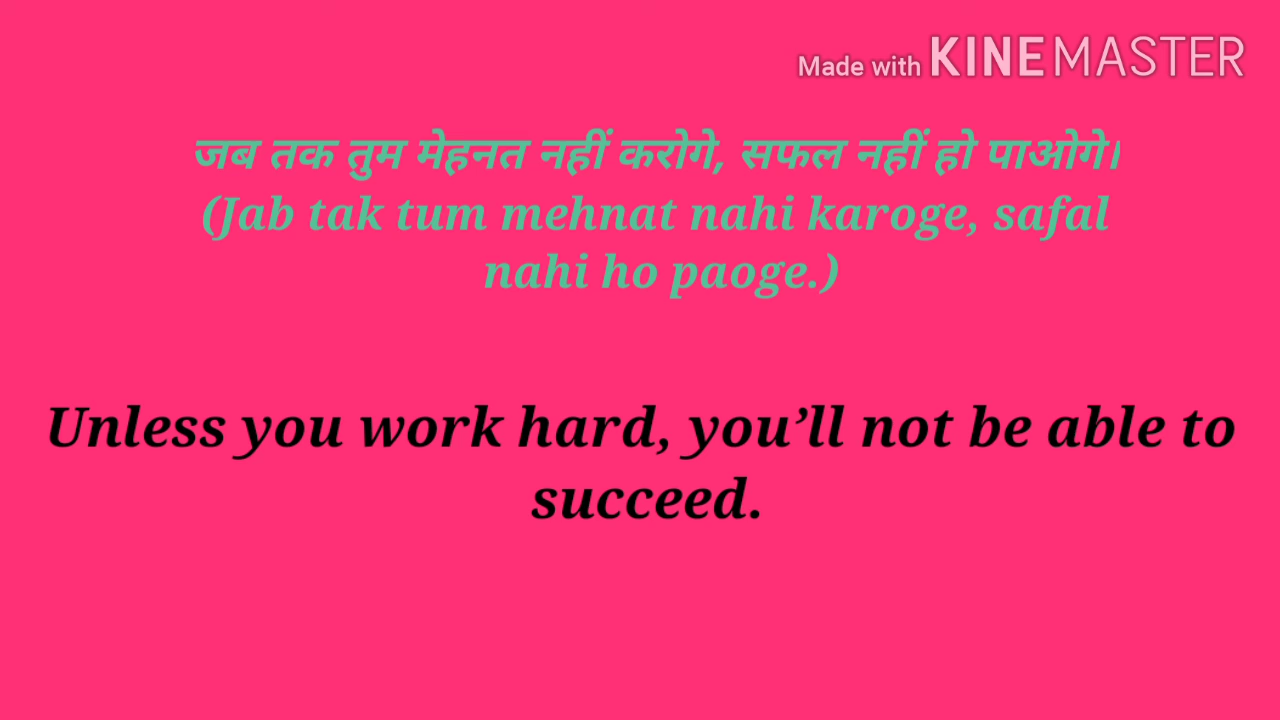 Made with KINEMASTER
जब तक तुम मेहनत नहीं करोगे, सफल नहीं हो पाओगे।
(Jab tak tum mehnat nahi karoge, safal
nahi ho paoge.)
Unless you work hard, you’ll not be able to
succeed.